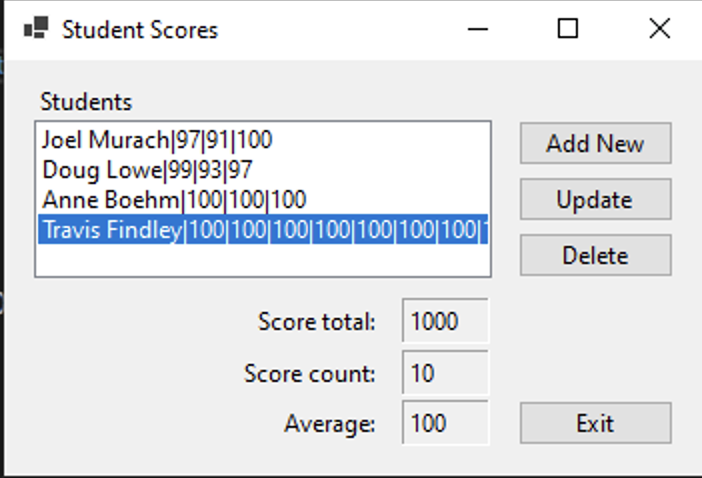 Student Scores
Students
Joel Murach|97|91|100
Doug Lowe|99|93|97
Anne Boehm|100|100|100
Travis Findley|100|100|100|100|100|100|100|
Add New
Update
Delete
Score total: 1000
Score count: 10
Average: 100
Exit